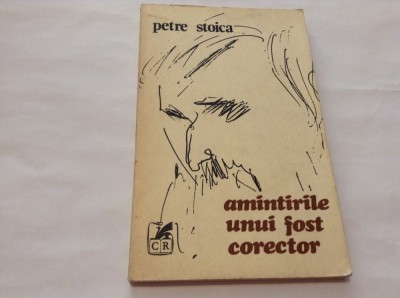 petre stoica
amintirile
unui fost
corector
CR